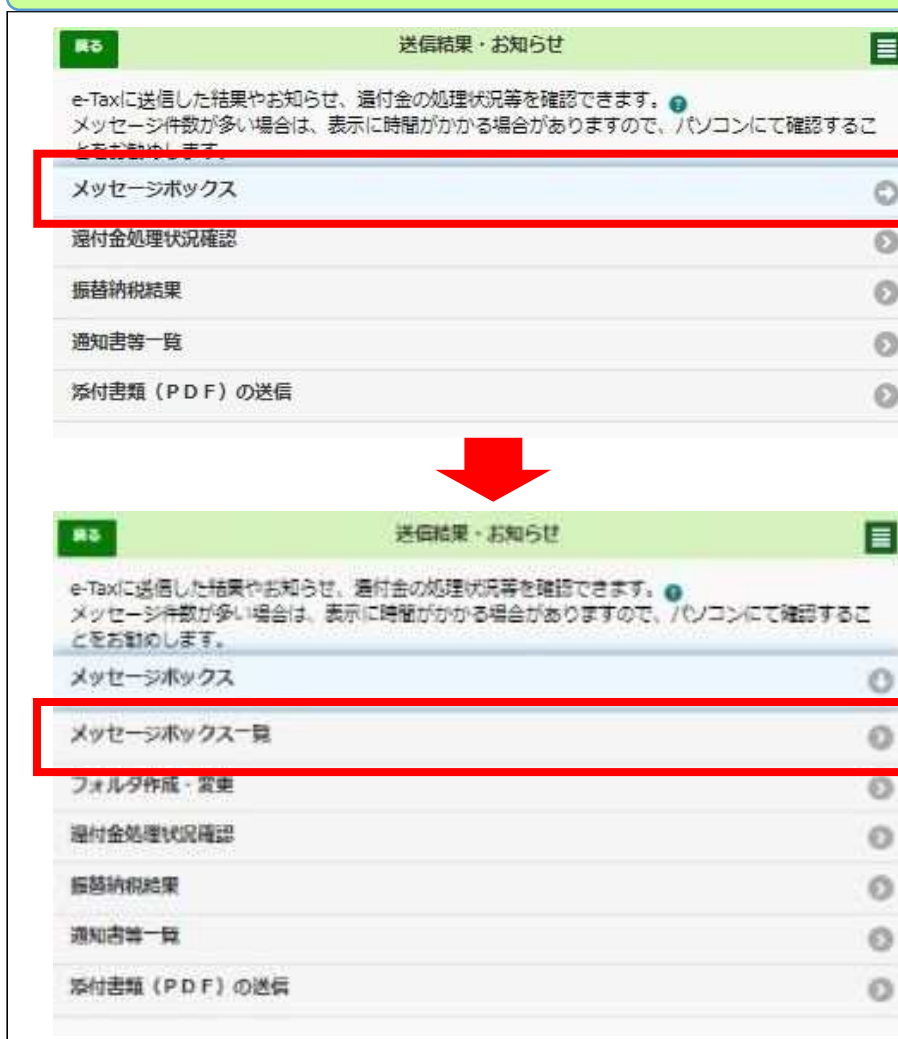 戻る
送信結果・お知らせ
e-Taxに送信した結果やお知らせ、還付金の処理状況等を確認できます。
メッセージ件数が多い場合は、表示に時間がかかる場合がありますので、パソコンにて確認するこ
とをお勧めします。
メッセージボックス
還付金処理状況確認
振替納税結果
通知書等一覧
添付書類（ＰＤＦ）の送信
戻る
送信結果・お知らせ
e-Taxに送信した結果やお知らせ、還付金の処理状況等を確認できます。
メッセージ件数が多い場合は、表示に時間がかかる場合がありますので、パソコンにて確認するこ
とをお勧めします。
メッセージボックス
メッセージボックス一覧
フォルダ作成・変更
還付金処理状況確認
振替納税結果
通知書等一覧
添付書類（ＰＤＦ）の送信